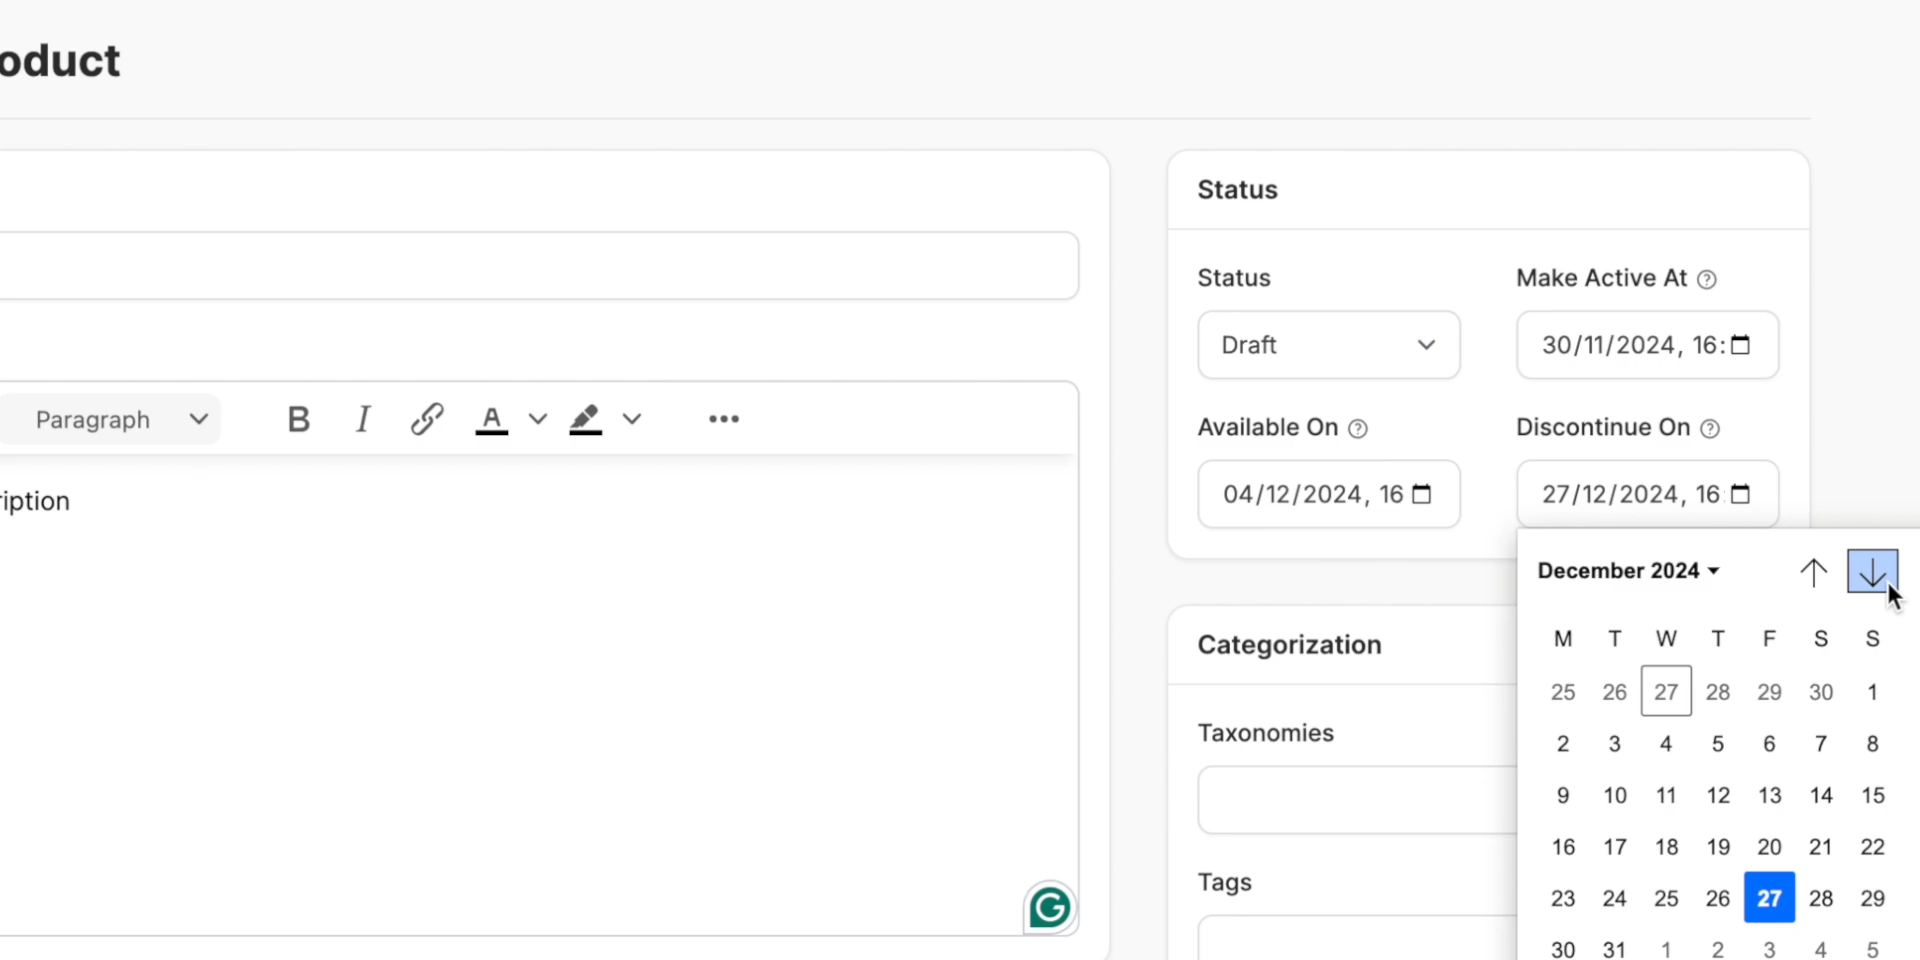 oduct
Status
Status
Make Active At
Draft
30/11/2024, 16:
Available On
Discontinue On
04/12/2024, 16
27/12/2024, 16
Paragraph
B I A
ription
December 2024
M T W T F S S
25 26 27 28 29 30 1
2 3 4 5 6 7 8
9 10 11 12 13 14 15
16 17 18 19 20 21 22
23 24 25 26 27 28 29
30 31 1 2 3 4 5
Categorization
Taxonomies
Tags